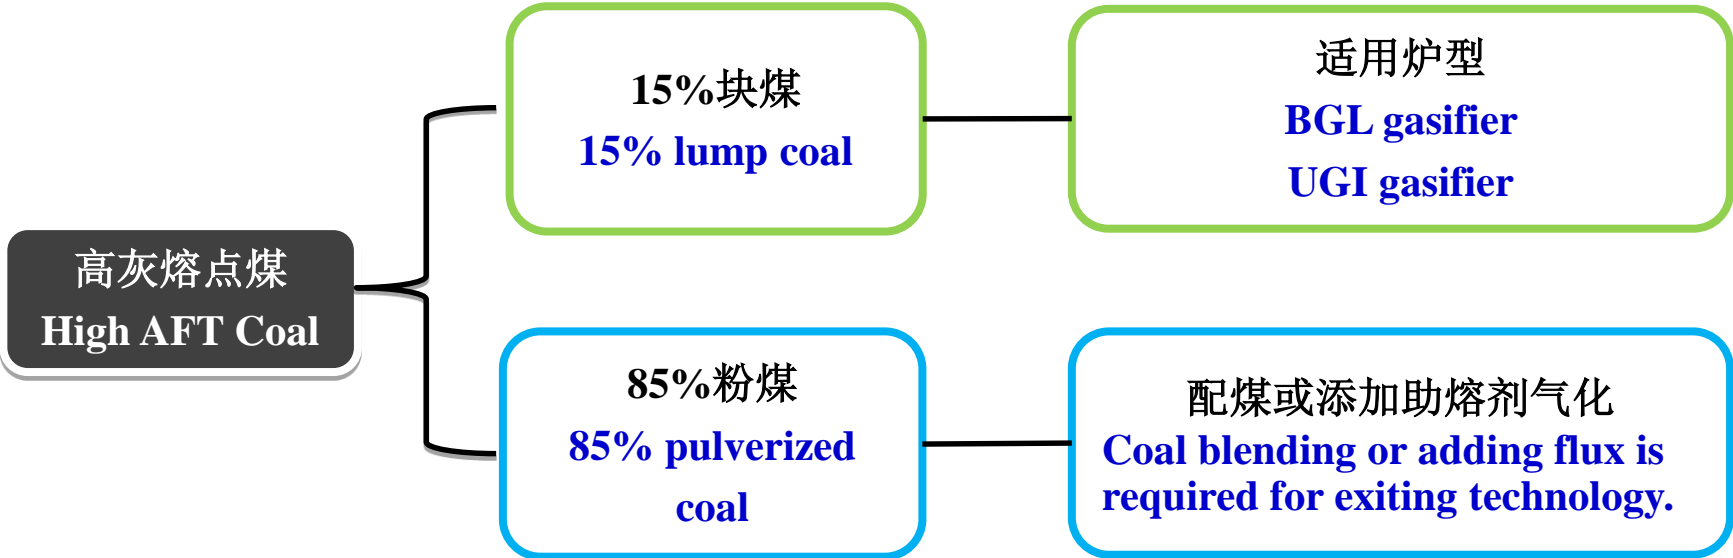 高灰熔点煤
High AFT Coal
15%块煤
15% lump coal
适用炉型
BGL gasifier
UGI gasifier
85%粉煤
85% pulverized
coal
配煤或添加助熔剂气化
Coal blending or adding flux is
required for exiting technology.